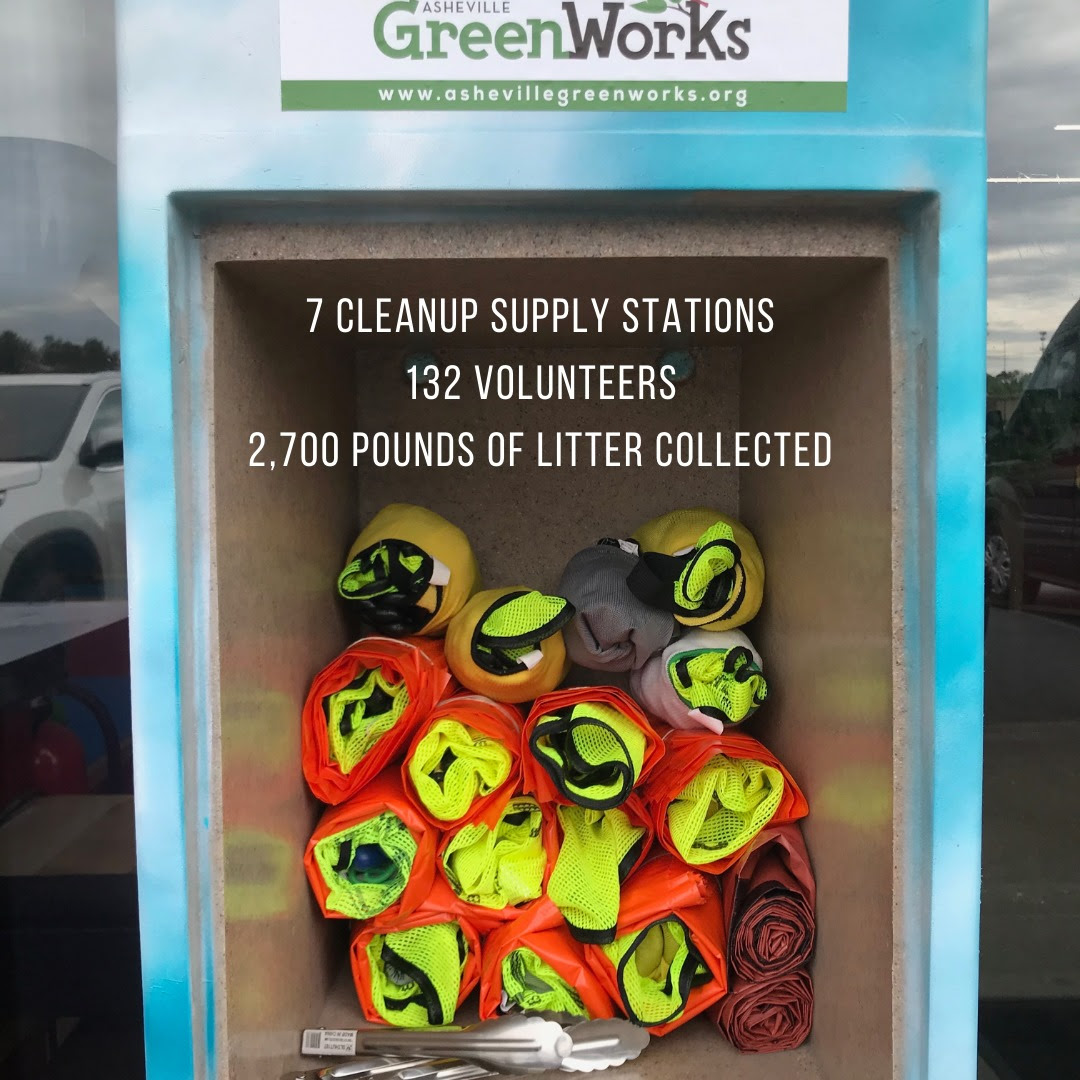 ASHEVILLE
GreenWorks
www.ashevillegreenworks.org
7 CLEANUP SUPPLY STATIONS
132 VOLUNTEERS
2,700 POUNDS OF LITTER COLLECTED